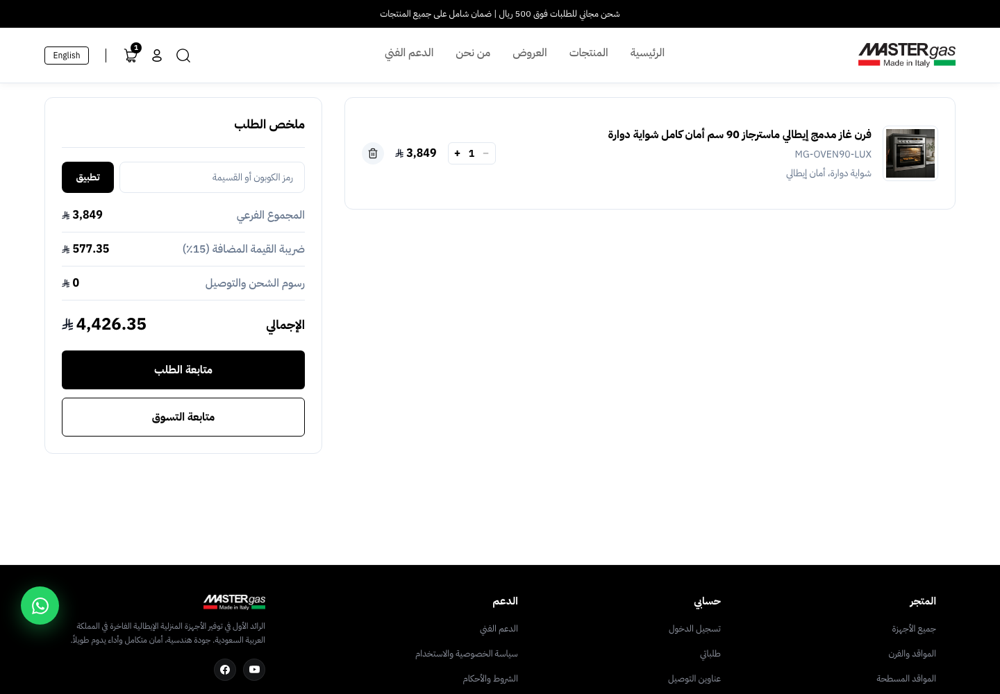 شحن مجاني للطلبات فوق 500 ريال | ضمان شامل على جميع المنتجات
MASTERgas
Made in Italy
الرئيسية
المنتجات
العروض
من نحن
الدعم الفني
1
English
فرن غاز مدمج إيطالي ماسترجاز 90 سم أمان كامل شواية دوارة
MG-OVEN90-LUX
شواية دوارة، أمان إيطالي
− 1 +
3,849
ملخص الطلب
رمز الكوبون أو القسيمة
تطبيق
المجموع الفرعي 3,849
ضريبة القيمة المضافة (15٪) 577.35
رسوم الشحن والتوصيل 0
الإجمالي 4,426.35
متابعة الطلب
متابعة التسوق
المتجر
جميع الأجهزة
المواقد والفرن
المواقد المسطحة
حسابي
تسجيل الدخول
طلباتي
عناوين التوصيل
الدعم
الدعم الفني
سياسة الخصوصية والاستخدام
الشروط والأحكام
MASTERgas
Made in Italy
الرائد الأول في توفير الأجهزة المنزلية الإيطالية الفاخرة في المملكة
العربية السعودية. جودة هندسية، أمان متكامل وأداء يدوم طويلاً.